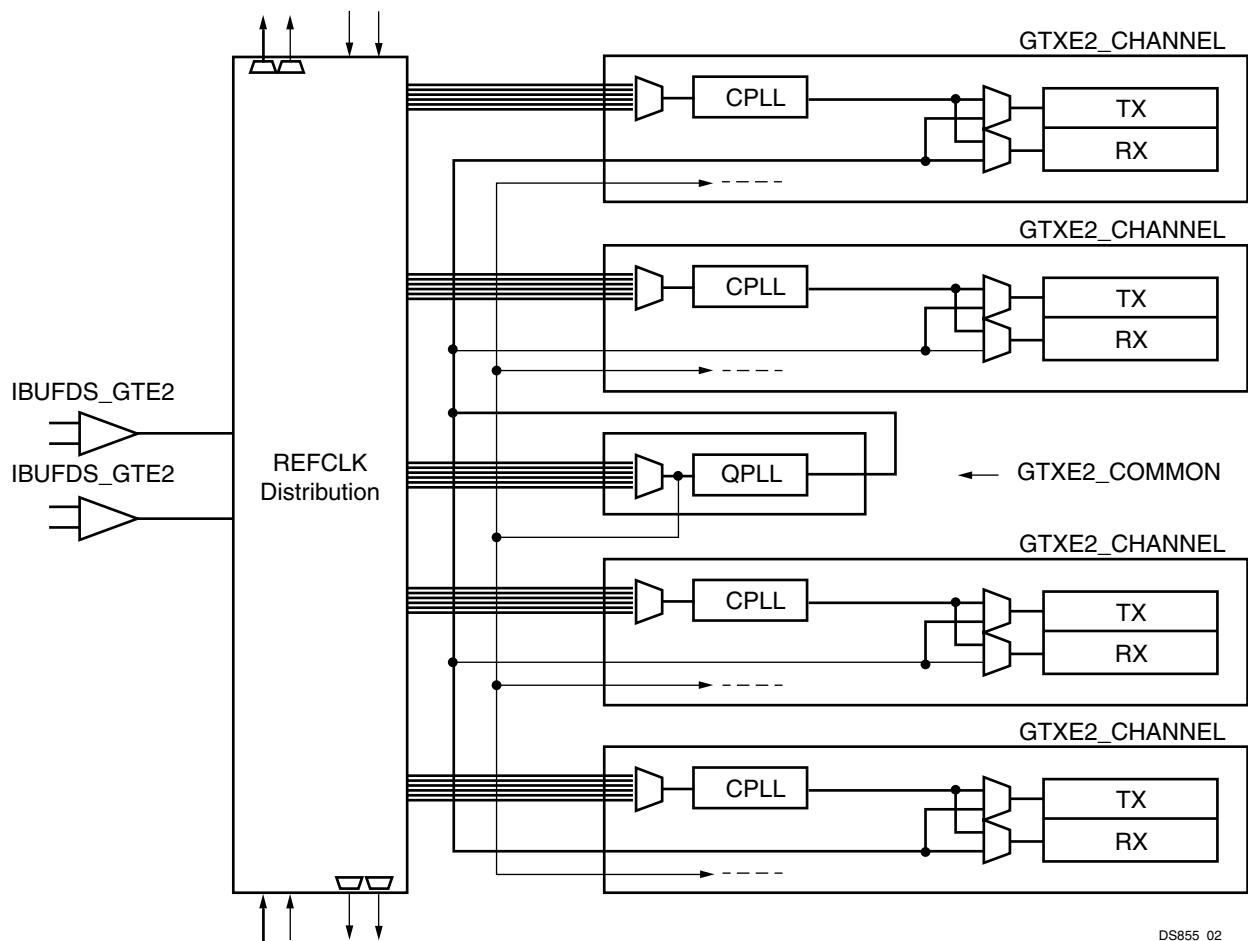 GTXE2_CHANNEL
CPLL
TX
RX
GTXE2_CHANNEL
CPLL
TX
RX
IBUFDS_GTE2
IBUFDS_GTE2
REFCLK
Distribution
QPLL
GTXE2_COMMON
GTXE2_CHANNEL
CPLL
TX
RX
GTXE2_CHANNEL
CPLL
TX
RX
DS855_02